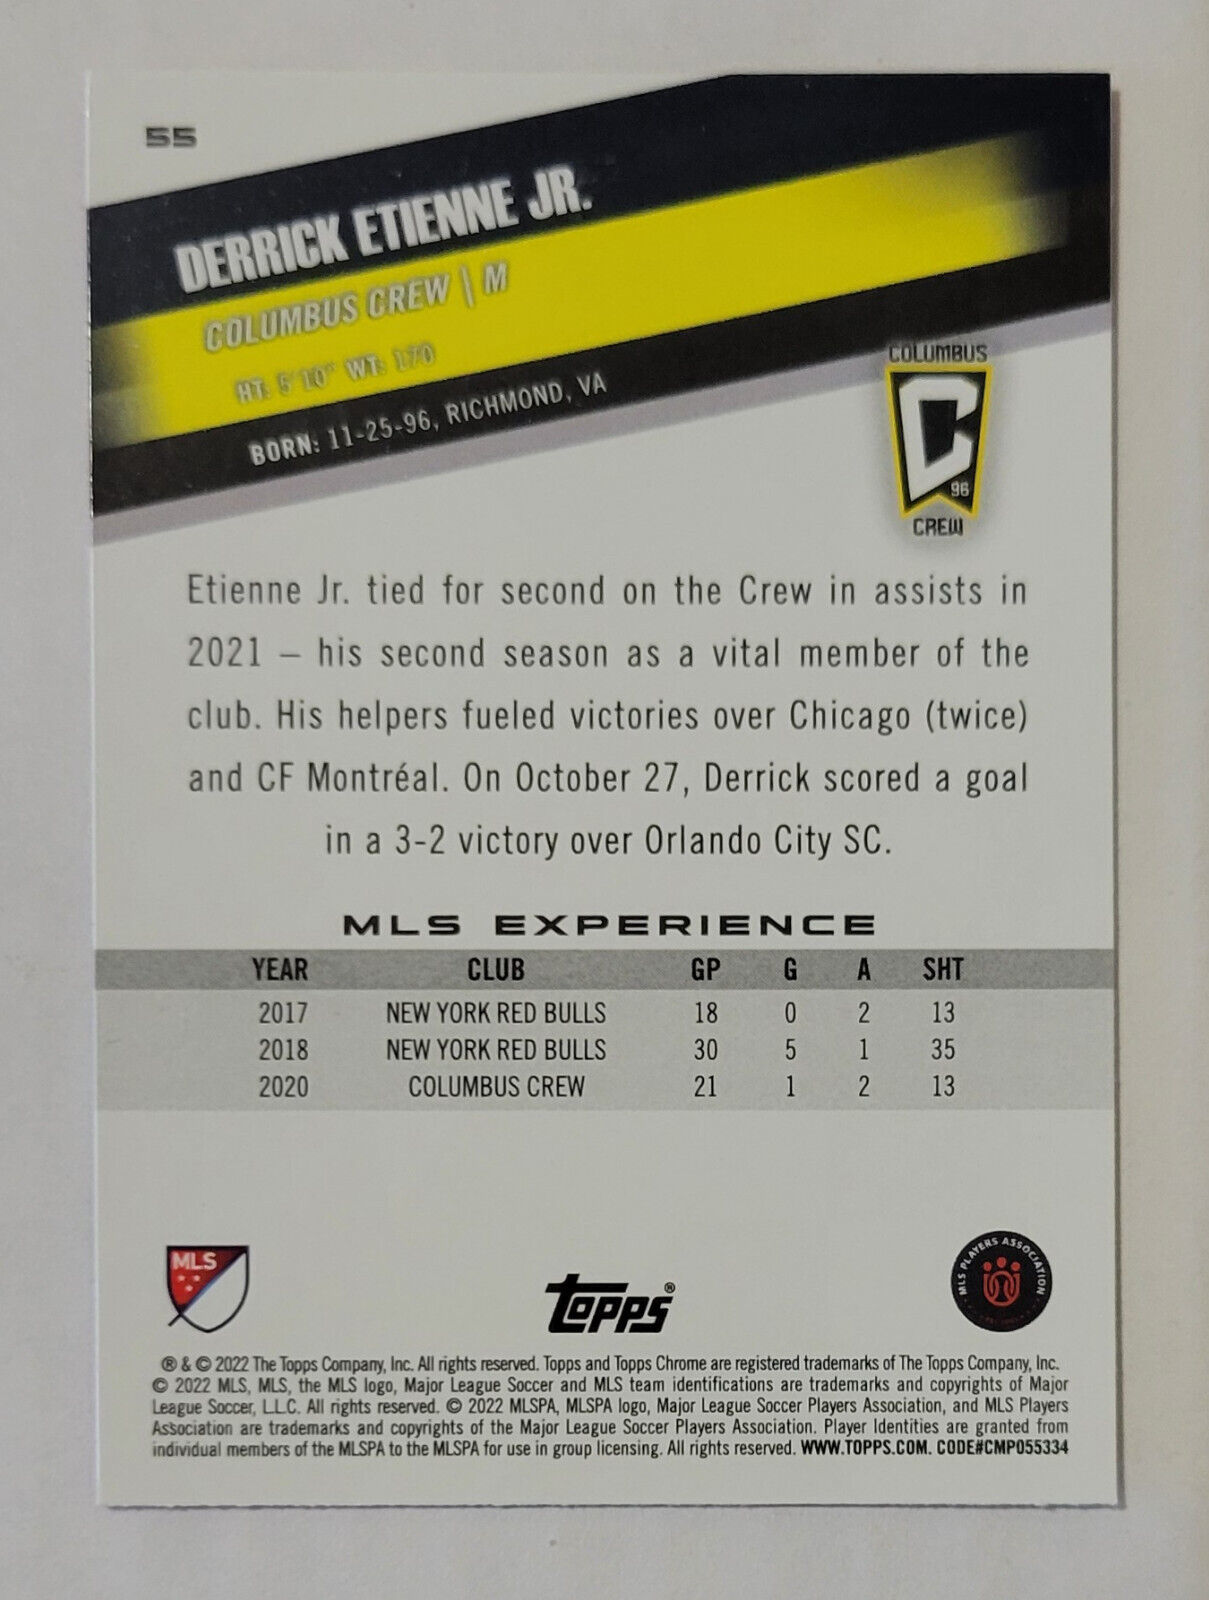 55
DERRICK ETIENNE JR.
COLUMBUS CREW \ M
HT: 5'10" WT: 170
BORN: 11-25-96, RICHMOND, VA
COLUMBUS
C
96
CREW
Etienne Jr. tied for second on the Crew in assists in
2021 – his second season as a vital member of the
club. His helpers fueled victories over Chicago (twice)
and CF Montréal. On October 27, Derrick scored a goal
in a 3-2 victory over Orlando City SC.
MLS EXPERIENCE
YEAR CLUB GP G A SHT
2017 NEW YORK RED BULLS 18 0 2 13
2018 NEW YORK RED BULLS 30 5 1 35
2020 COLUMBUS CREW 21 1 2 13
MLS
Topps®
MLS PLAYERS ASSOCIATION
® & © 2022 The Topps Company, Inc. All rights reserved. Topps and Topps Chrome are registered trademarks of The Topps Company, Inc.
© 2022 MLS, MLS, the MLS logo, Major League Soccer and MLS team identifications are trademarks and copyrights of Major
League Soccer, L.L.C. All rights reserved. © 2022 MLSPA, MLSPA logo, Major League Soccer Players Association, and MLS Players
Association are trademarks and copyrights of the Major League Soccer Players Association. Player Identities are granted from
individual members of the MLSPA to the MLSPA for use in group licensing. All rights reserved. WWW.TOPPS.COM. CODE#CMP055334